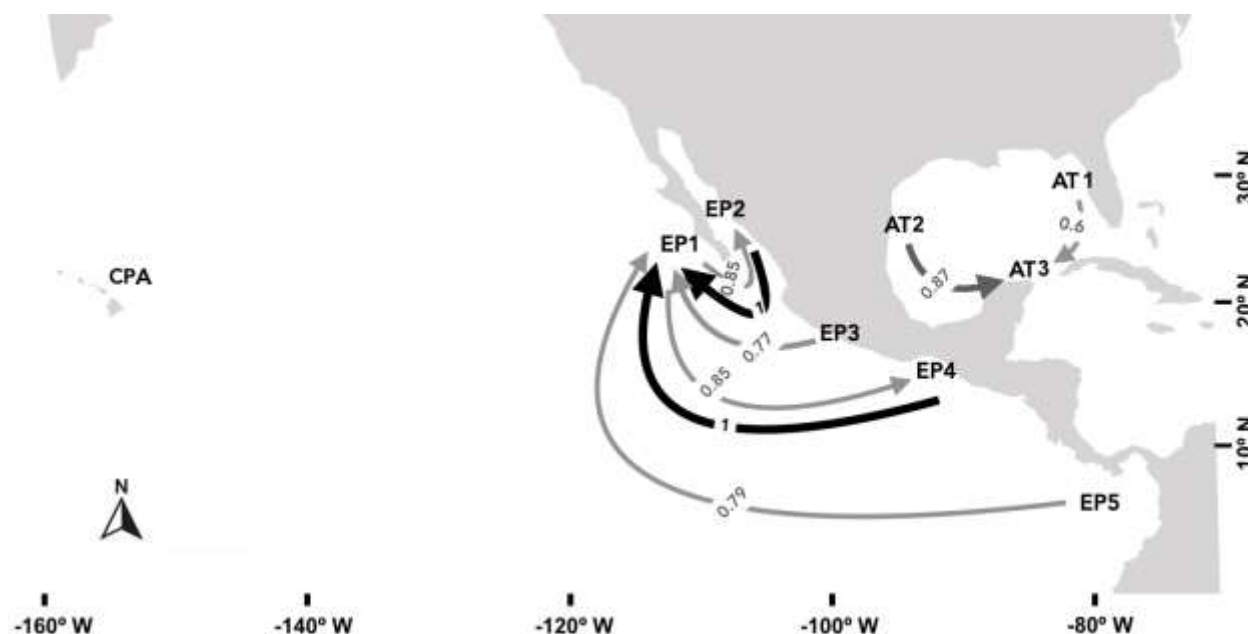 30° N
AT1
EP2
AT2
0.6
EP1
AT3
CPA
0.85
0.87
20° N
1
EP3
0.77
EP4
0.85
1
10° N
N
0.79
EP5
-160° W
-140° W
-120° W
-100° W
-80° W